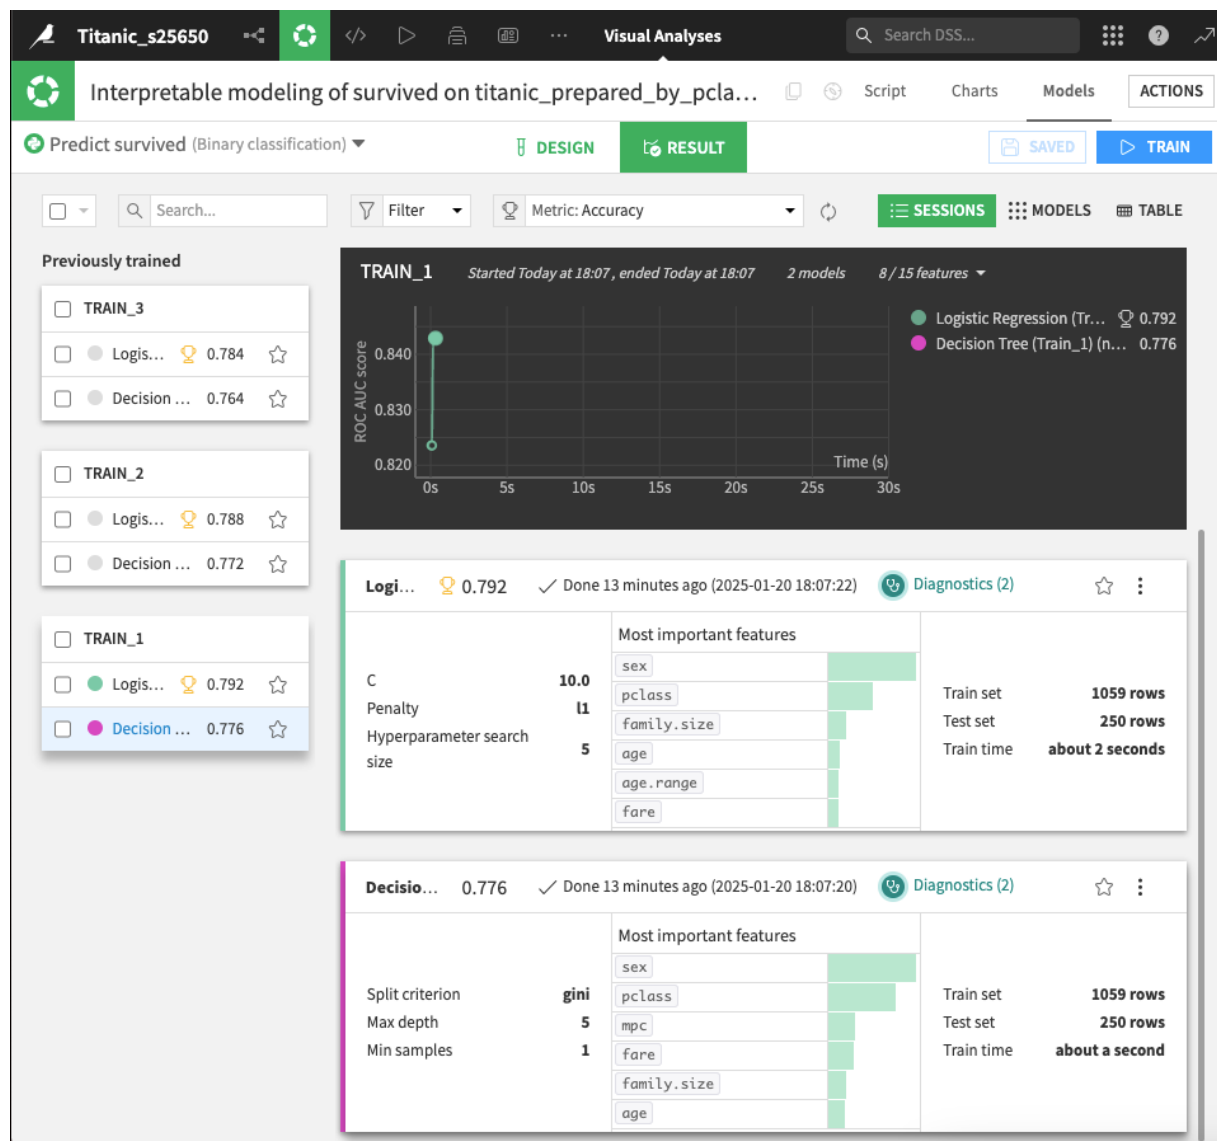 Titanic_s25650 Visual Analyses Search DSS...
Interpretable modeling of survived on titanic_prepared_by_pcla... Script Charts Models ACTIONS
Predict survived (Binary classification) DESIGN RESULT SAVED TRAIN
Search... Filter Metric: Accuracy SESSIONS MODELS TABLE
Previously trained
TRAIN_3
Logis... 0.784
Decision ... 0.764
TRAIN_2
Logis... 0.788
Decision ... 0.772
TRAIN_1
Logis... 0.792
Decision ... 0.776
TRAIN_1 Started Today at 18:07 , ended Today at 18:07 2 models 8 / 15 features
Logistic Regression (Tr... 0.792
Decision Tree (Train_1) (n... 0.776
ROC AUC score
0.840
0.830
0.820
Time (s)
0s 5s 10s 15s 20s 25s 30s
Logi... 0.792 Done 13 minutes ago (2025-01-20 18:07:22) Diagnostics (2)
C 10.0
Penalty l1
Hyperparameter search size 5
Most important features
sex
pclass
family.size
age
age.range
fare
Train set 1059 rows
Test set 250 rows
Train time about 2 seconds
Decisio... 0.776 Done 13 minutes ago (2025-01-20 18:07:20) Diagnostics (2)
Split criterion gini
Max depth 5
Min samples 1
Most important features
sex
pclass
mpc
fare
family.size
age
Train set 1059 rows
Test set 250 rows
Train time about a second